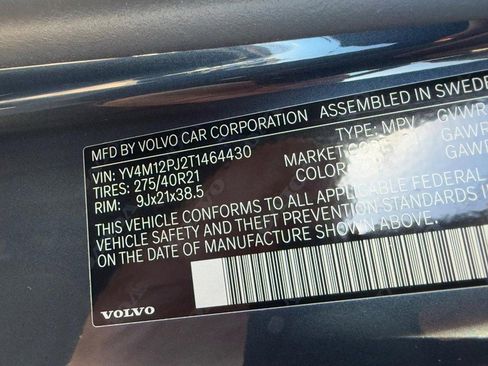 MFD BY VOLVO CAR CORPORATION ASSEMBLED IN SWEDE
VIN: YV4M12PJ2T1464430 TYPE: MPV GVWR
TIRES: 275/40R21 MARKET COD GAWR
RIM: 9Jx21x38.5 COLOR GAW
THIS VEHICLE CONFORMS TO ALL APPLICABLE FEDERAL
VEHICLE SAFETY AND THEFT PREVENTION STANDARDS
ON THE DATE OF MANUFACTURE SHOWN ABOVE.
VOLVO